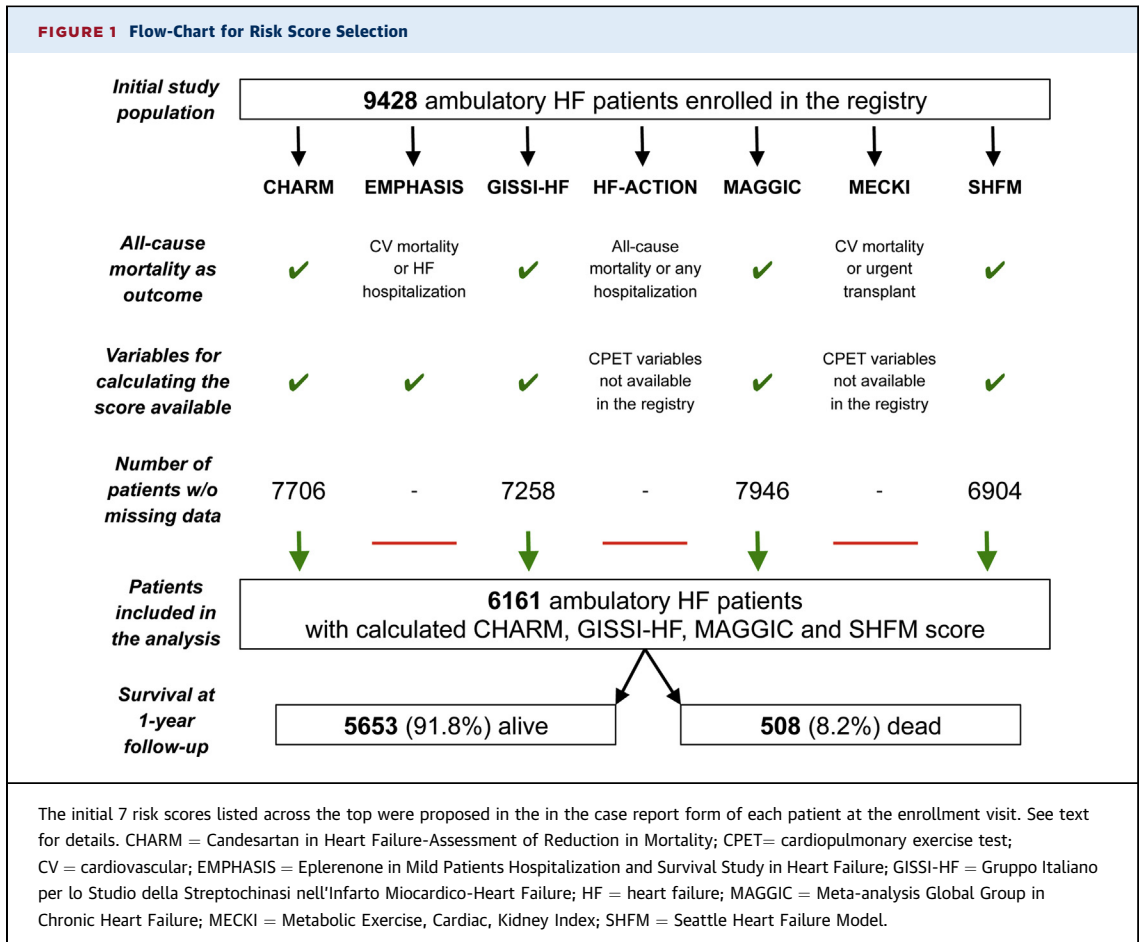 FIGURE 1 Flow-Chart for Risk Score Selection
Initial study
population
9428 ambulatory HF patients enrolled in the registry
CHARM EMPHASIS GISSI-HF HF-ACTION MAGGIC MECKI SHFM
All-cause
mortality as
outcome
✔
CV mortality
or HF
hospitalization
✔
All-cause
mortality or any
hospitalization
✔
CV mortality
or urgent
transplant
✔
Variables for
calculating the
score available
✔ ✔ ✔
CPET variables
not available
in the registry
✔
CPET variables
not available
in the registry
✔
Number of
patients w/o
missing data
7706 - 7258 - 7946 - 6904
Patients
included in
the analysis
6161 ambulatory HF patients
with calculated CHARM, GISSI-HF, MAGGIC and SHFM score
Survival at
1-year
follow-up
5653 (91.8%) alive
508 (8.2%) dead
The initial 7 risk scores listed across the top were proposed in the in the case report form of each patient at the enrollment visit. See text
for details. CHARM = Candesartan in Heart Failure-Assessment of Reduction in Mortality; CPET= cardiopulmonary exercise test;
CV = cardiovascular; EMPHASIS = Eplerenone in Mild Patients Hospitalization and Survival Study in Heart Failure; GISSI-HF = Gruppo Italiano
per lo Studio della Streptochinasi nell'Infarto Miocardico-Heart Failure; HF = heart failure; MAGGIC = Meta-analysis Global Group in
Chronic Heart Failure; MECKI = Metabolic Exercise, Cardiac, Kidney Index; SHFM = Seattle Heart Failure Model.